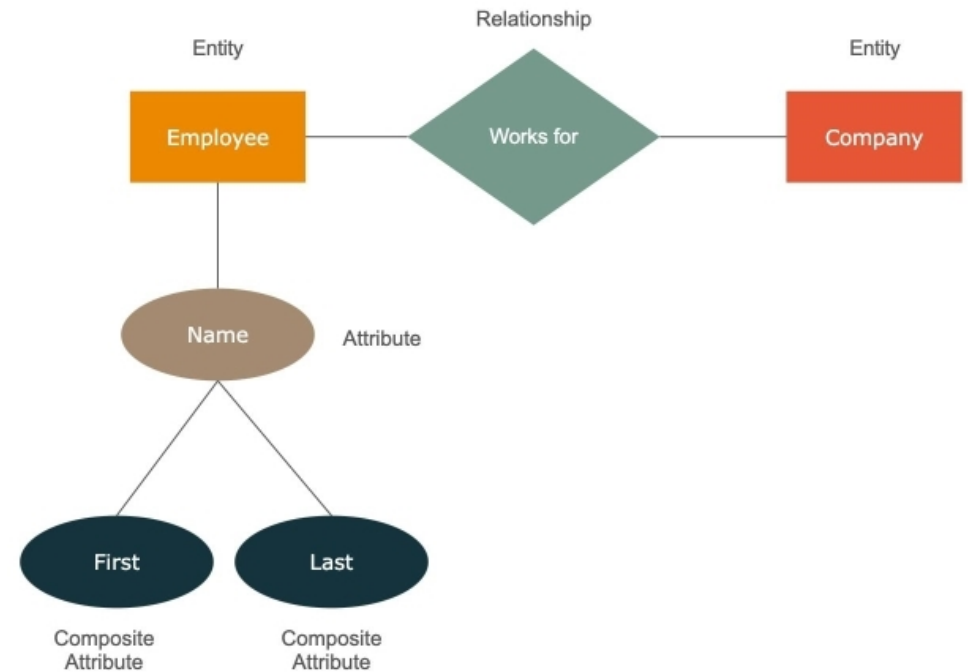 Relationship
Entity
Entity
Employee
Works for
Company
Name
Attribute
First
Last
Composite
Attribute
Composite
Attribute